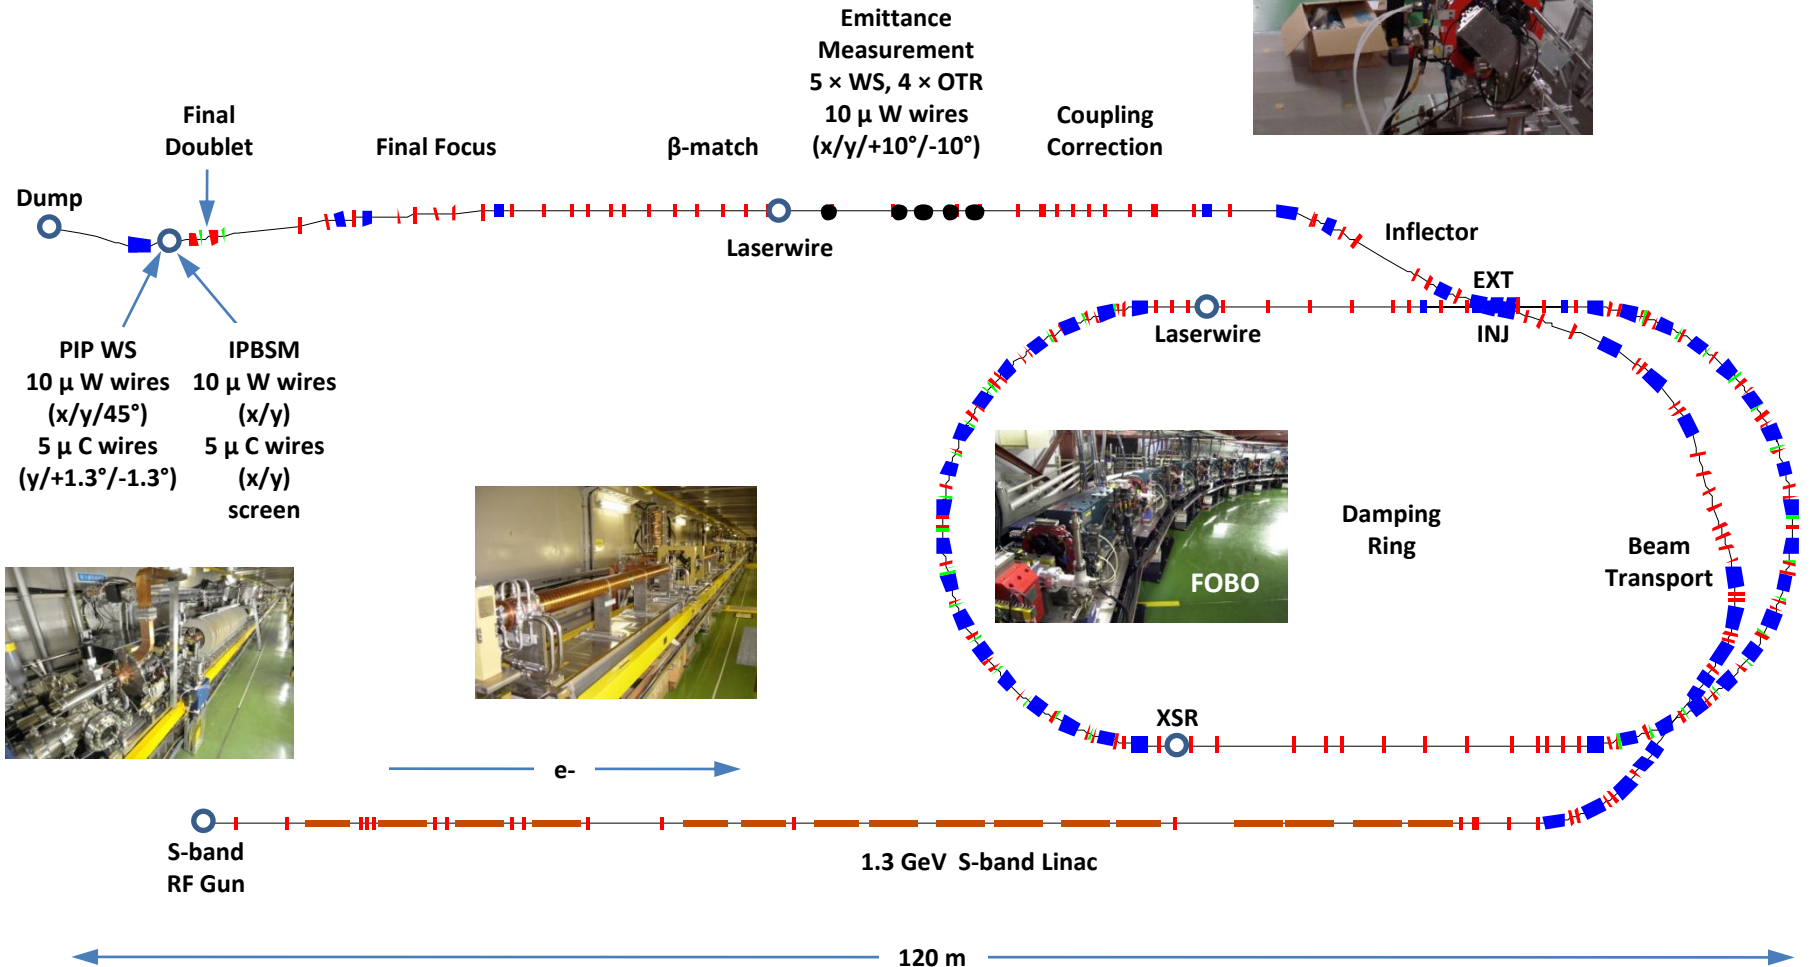 Emittance
Measurement
5 × WS, 4 × OTR
10 µ W wires
(x/y/+10°/-10°)
Final
Doublet
Final Focus
β-match
Coupling
Correction
Dump
Laserwire
Inflector
EXT
INJ
Laserwire
PIP WS
10 µ W wires
(x/y/45°)
5 µ C wires
(y/+1.3°/-1.3°)
IPBSM
10 µ W wires
(x/y)
5 µ C wires
(x/y)
screen
Damping
Ring
Beam
Transport
FOBO
XSR
e-
S-band
RF Gun
1.3 GeV  S-band Linac
120 m